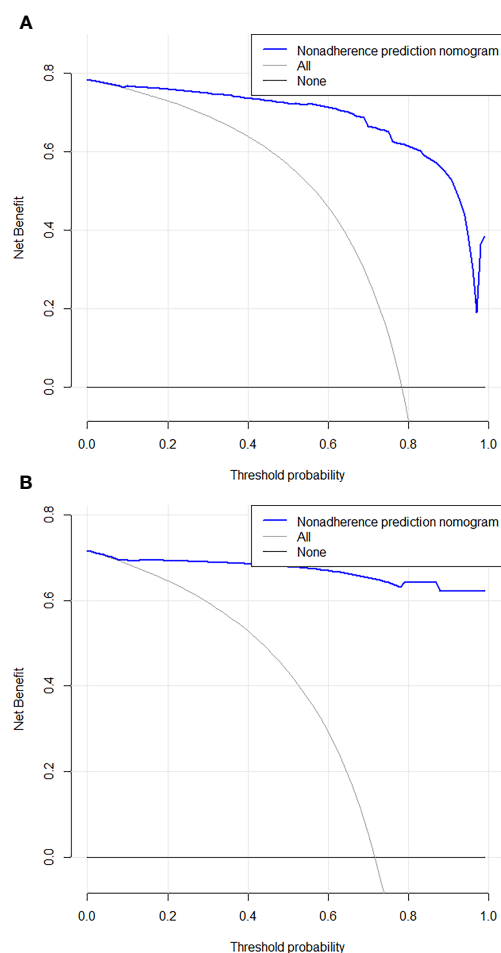 A
Nonadherence prediction nomogram
All
None
0.8
0.6
0.4
0.2
0.0
Net Benefit
0.0 0.2 0.4 0.6 0.8 1.0
Threshold probability
B
Nonadherence prediction nomogram
All
None
0.8
0.6
0.4
0.2
0.0
Net Benefit
0.0 0.2 0.4 0.6 0.8 1.0
Threshold probability